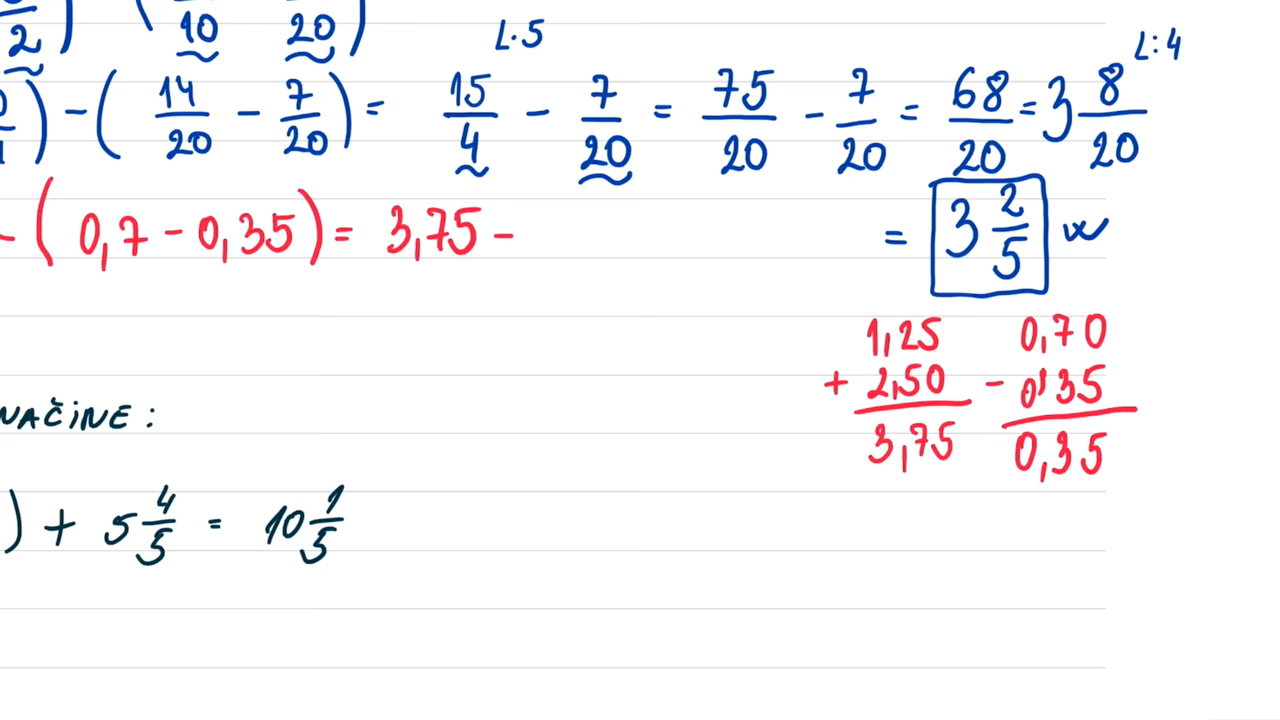 2 ) ( 10 20 )
L·5
L:4
) - ( 14/20 - 7/20 ) = 15/4 - 7/20 = 75/20 - 7/20 = 68/20 = 3 8/20
= 3 2/5
- ( 0,7 - 0,35 ) = 3,75 -
1,25 0,70
+ 2,50 - 0,35
3,75 0,35
NAČINE :
) + 5 4/5 = 10 1/5